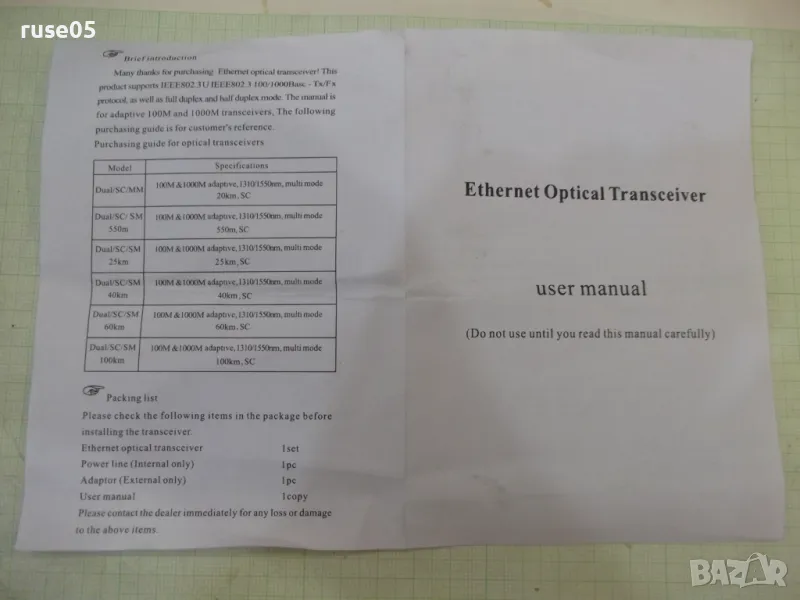 ruse05
Brief introduction
Many thanks for purchasing Ethernet optical transceiver! This
product supports IEEE802.3U IEEE802.3 100/1000Base - Tx/Fx
protocol, as well as full duplex and half duplex mode. The manual is
for adaptive 100M and 1000M transceivers, The following
purchasing guide is for customer's reference.
Purchasing guide for optical transceivers
Model Specifications
Dual/SC/MM 100M &1000M adaptive, 1310/1550nm, multi mode
20km, SC
Dual/SC/ SM 100M &1000M adaptive, 1310/1550nm, multi mode
550m 550m, SC
Dual/SC/SM 100M &1000M adaptive, 1310/1550nm, multi mode
25km 25km, SC
Dual/SC/SM 100M &1000M adaptive, 1310/1550nm, multi mode
40km 40km, SC
Dual/SC/SM 100M &1000M adaptive, 1310/1550nm, multi mode
60km 60km, SC
Dual/SC/SM 100M &1000M adaptive, 1310/1550nm, multi mode
100km 100km, SC
Packing list
Please check the following items in the package before
installing the transceiver.
Ethernet optical transceiver 1set
Power line (Internal only) 1pc
Adaptor (External only) 1pc
User manual 1copy
Please contact the dealer immediately for any loss or damage
to the above items.
Ethernet Optical Transceiver
user manual
(Do not use until you read this manual carefully)
BAZAR